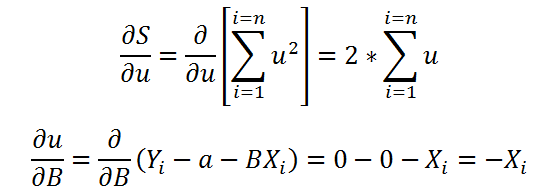 ∂S/∂u = ∂/∂u [∑_{i=1}^{i=n} u²] = 2 * ∑_{i=1}^{i=n} u
∂u/∂B = ∂/∂B (Y_i − a − BX_i) = 0 − 0 − X_i = −X_i